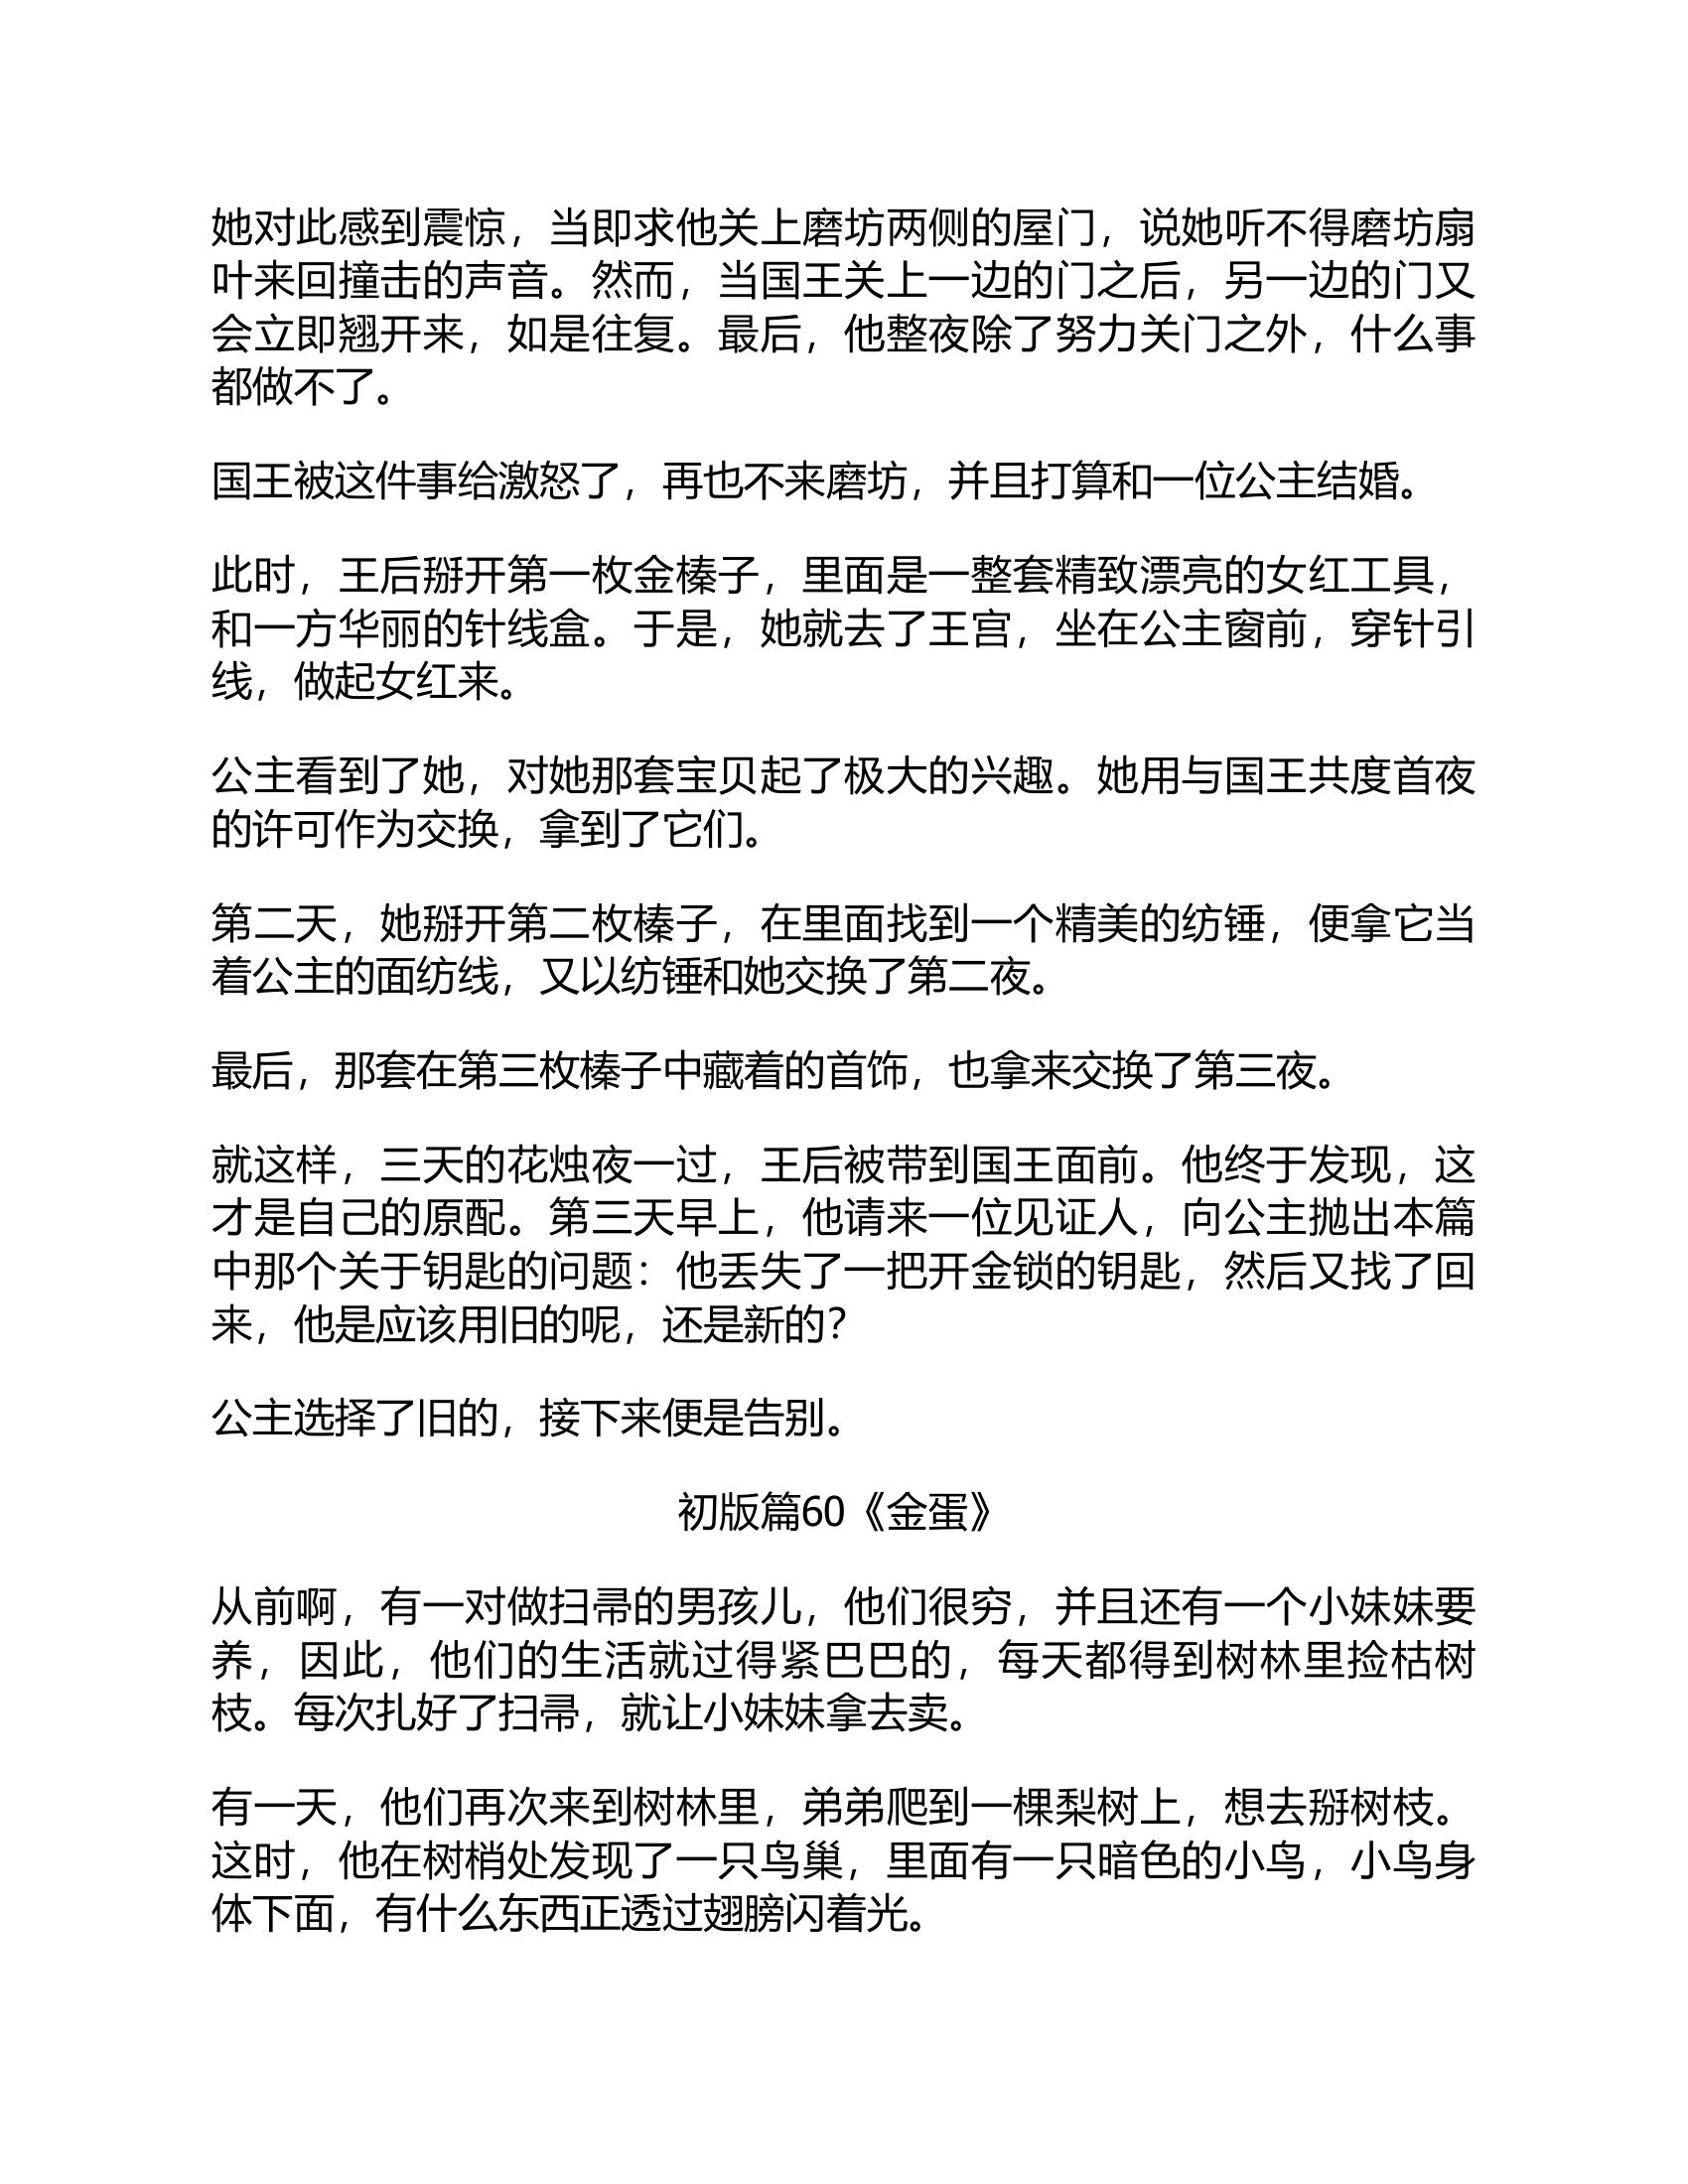 她对此感到震惊，当即求他关上磨坊两侧的屋门，说她听不得磨坊扇
叶来回撞击的声音。然而，当国王关上一边的门之后，另一边的门又
会立即翘开来，如是往复。最后，他整夜除了努力关门之外，什么事
都做不了。
国王被这件事给激怒了，再也不来磨坊，并且打算和一位公主结婚。
此时，王后掰开第一枚金榛子，里面是一整套精致漂亮的女红工具，
和一方华丽的针线盒。于是，她就去了王宫，坐在公主窗前，穿针引
线，做起女红来。
公主看到了她，对她那套宝贝起了极大的兴趣。她用与国王共度首夜
的许可作为交换，拿到了它们。
第二天，她掰开第二枚榛子，在里面找到一个精美的纺锤，便拿它当
着公主的面纺线，又以纺锤和她交换了第二夜。
最后，那套在第三枚榛子中藏着的首饰，也拿来交换了第三夜。
就这样，三天的花烛夜一过，王后被带到国王面前。他终于发现，这
才是自己的原配。第三天早上，他请来一位见证人，向公主抛出本篇
中那个关于钥匙的问题：他丢失了一把开金锁的钥匙，然后又找了回
来，他是应该用旧的呢，还是新的？
公主选择了旧的，接下来便是告别。
初版篇60《金蛋》
从前啊，有一对做扫帚的男孩儿，他们很穷，并且还有一个小妹妹要
养，因此，他们的生活就过得紧巴巴的，每天都得到树林里捡枯树
枝。每次扎好了扫帚，就让小妹妹拿去卖。
有一天，他们再次来到树林里，弟弟爬到一棵梨树上，想去掰树枝。
这时，他在树梢处发现了一只鸟巢，里面有一只暗色的小鸟，小鸟身
体下面，有什么东西正透过翅膀闪着光。